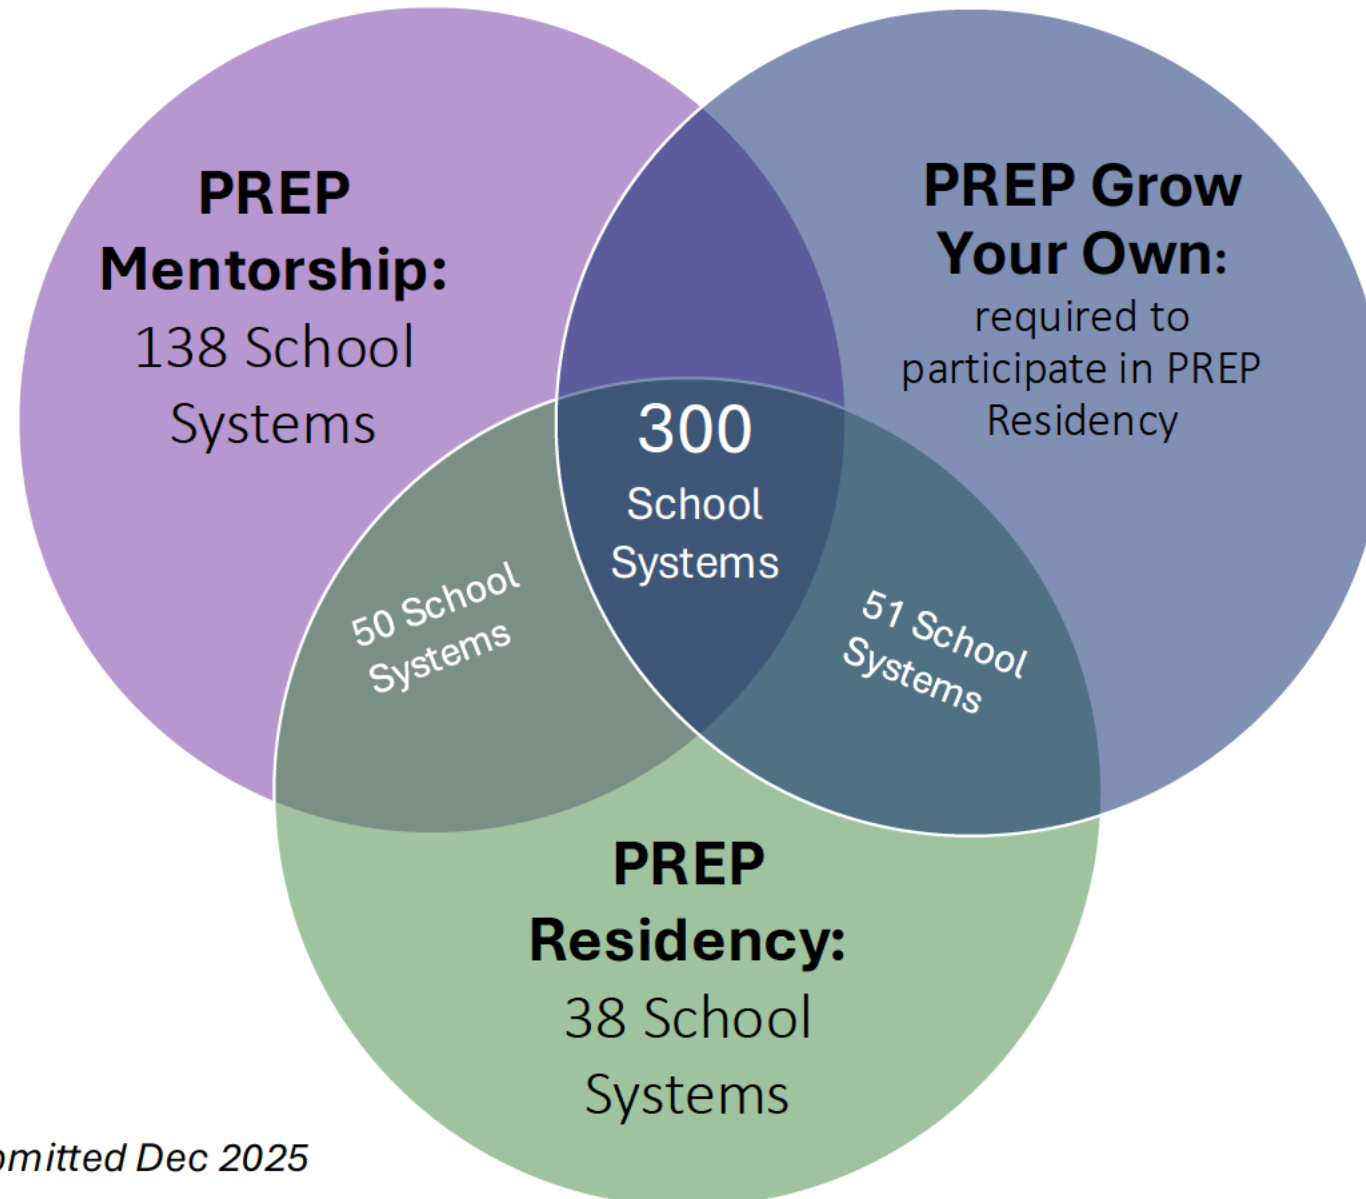 PREP
Mentorship:
138 School
Systems
PREP Grow
Your Own:
required to
participate in PREP
Residency
300
School
Systems
50 School
Systems
51 School
Systems
PREP
Residency:
38 School
Systems
Dec 2025